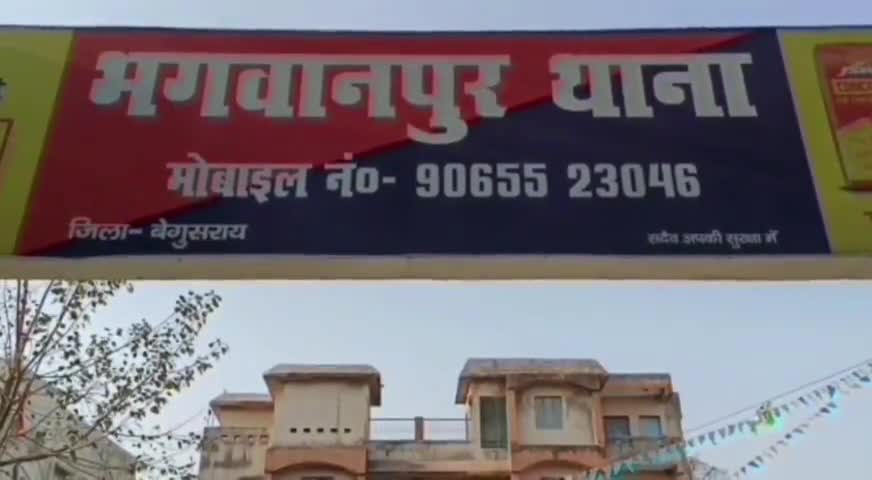 भगवानपुर थाना
मोबाइल नं०- 90655 23046
जिला- बेगुसराय
सदैव आपकी सुरक्षा में